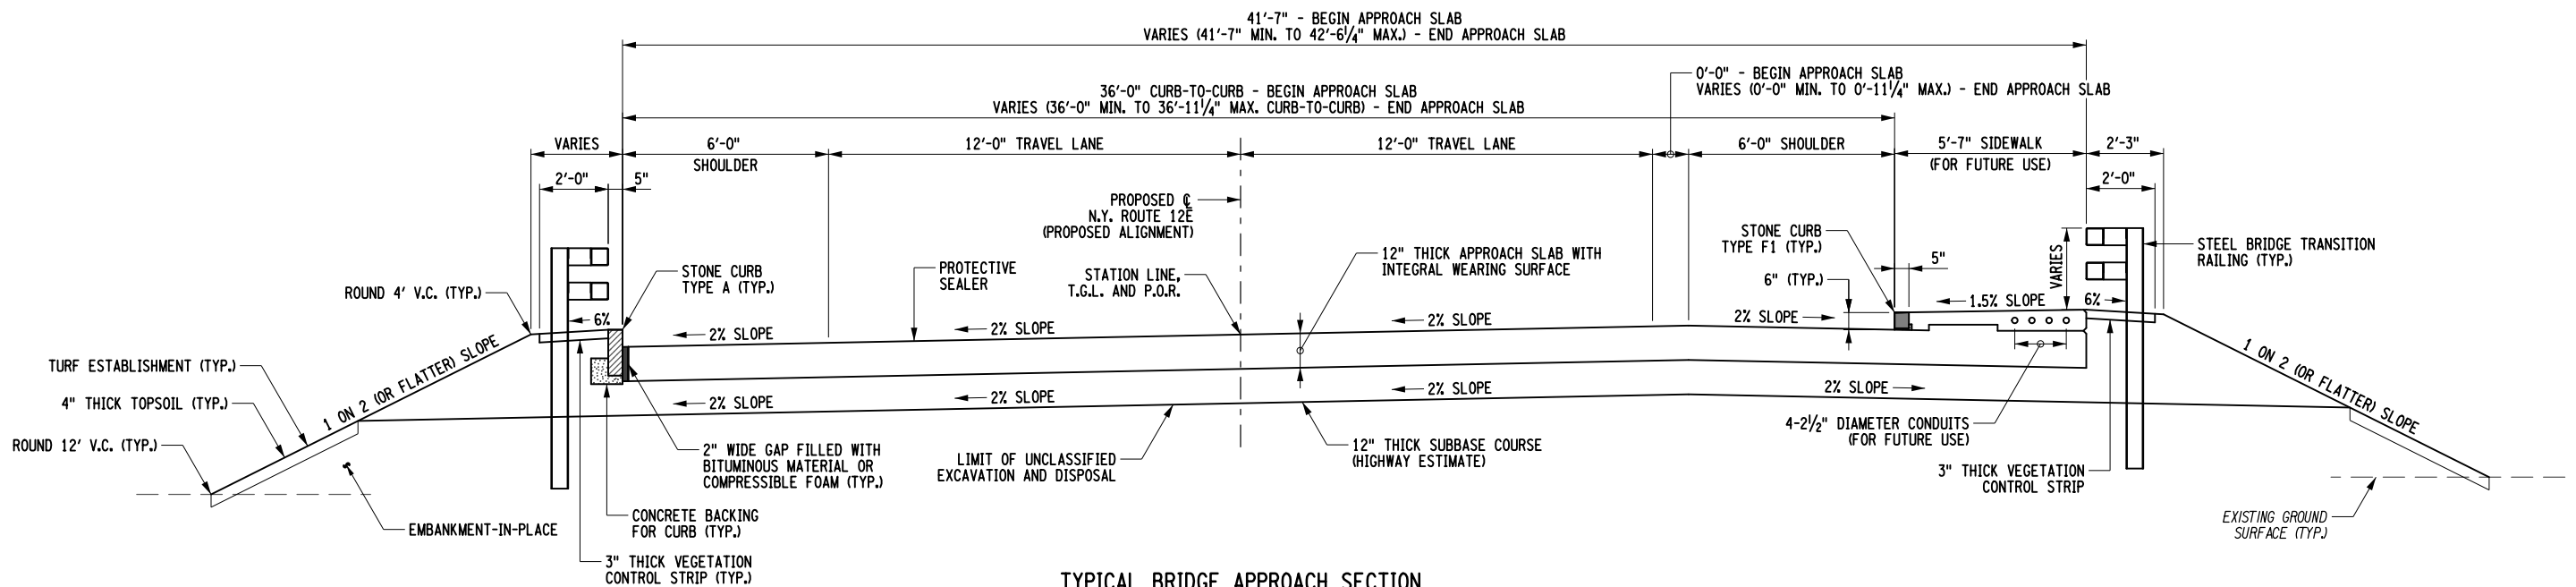 41'-7" - BEGIN APPROACH SLAB
VARIES (41'-7" MIN. TO 42'-6¼" MAX.) - END APPROACH SLAB
0'-0" - BEGIN APPROACH SLAB
VARIES (0'-0" MIN. TO 0'-11¼" MAX.) - END APPROACH SLAB
36'-0" CURB-TO-CURB - BEGIN APPROACH SLAB
VARIES (36'-0" MIN. TO 36'-11¼" MAX. CURB-TO-CURB) - END APPROACH SLAB
VARIES
6'-0"
SHOULDER
12'-0" TRAVEL LANE
12'-0" TRAVEL LANE
6'-0" SHOULDER
5'-7" SIDEWALK
(FOR FUTURE USE)
2'-3"
2'-0"
5"
2'-0"
PROPOSED ℄
N.Y. ROUTE 12E
(PROPOSED ALIGNMENT)
STONE CURB
TYPE F1 (TYP.)
STEEL BRIDGE TRANSITION
RAILING (TYP.)
12" THICK APPROACH SLAB WITH
INTEGRAL WEARING SURFACE
5"
VARIES
PROTECTIVE
SEALER
STATION LINE,
T.G.L. AND P.O.R.
STONE CURB
TYPE A (TYP.)
6" (TYP.)
ROUND 4' V.C. (TYP.)
1.5% SLOPE
6%
6%
2% SLOPE
2% SLOPE
2% SLOPE
2% SLOPE
TURF ESTABLISHMENT (TYP.)
1 ON 2 (OR FLATTER) SLOPE
1 ON 2 (OR FLATTER) SLOPE
4" THICK TOPSOIL (TYP.)
2% SLOPE
2% SLOPE
2% SLOPE
2% SLOPE
4-2½" DIAMETER CONDUITS
(FOR FUTURE USE)
ROUND 12' V.C. (TYP.)
2" WIDE GAP FILLED WITH
BITUMINOUS MATERIAL OR
COMPRESSIBLE FOAM (TYP.)
LIMIT OF UNCLASSIFIED
EXCAVATION AND DISPOSAL
12" THICK SUBBASE COURSE
(HIGHWAY ESTIMATE)
3" THICK VEGETATION
CONTROL STRIP
EMBANKMENT-IN-PLACE
CONCRETE BACKING
FOR CURB (TYP.)
EXISTING GROUND
SURFACE (TYP.)
3" THICK VEGETATION
CONTROL STRIP (TYP.)
TYPICAL BRIDGE APPROACH SECTION